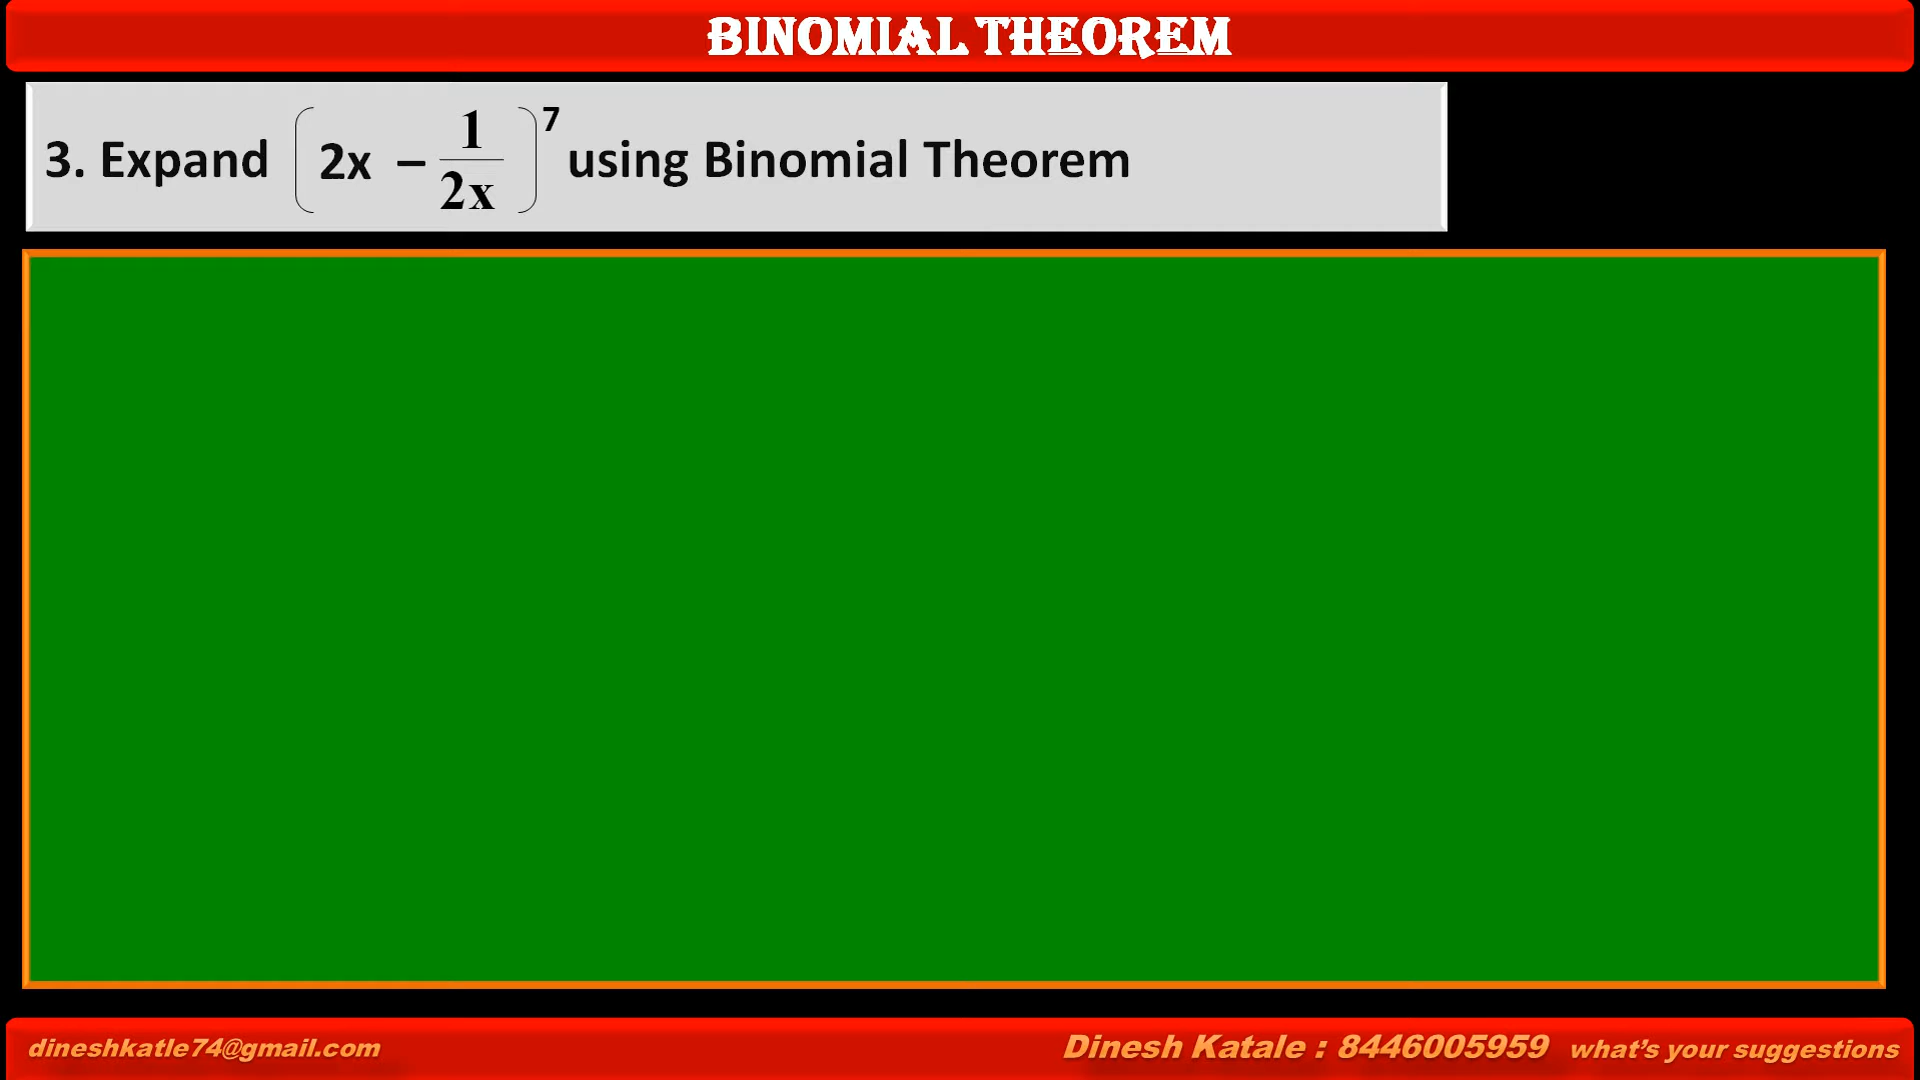 BINOMIAL THEOREM
3. Expand (2x – 1/2x)⁷ using Binomial Theorem
dineshkatle74@gmail.com
Dinesh Katale : 8446005959 what's your suggestions